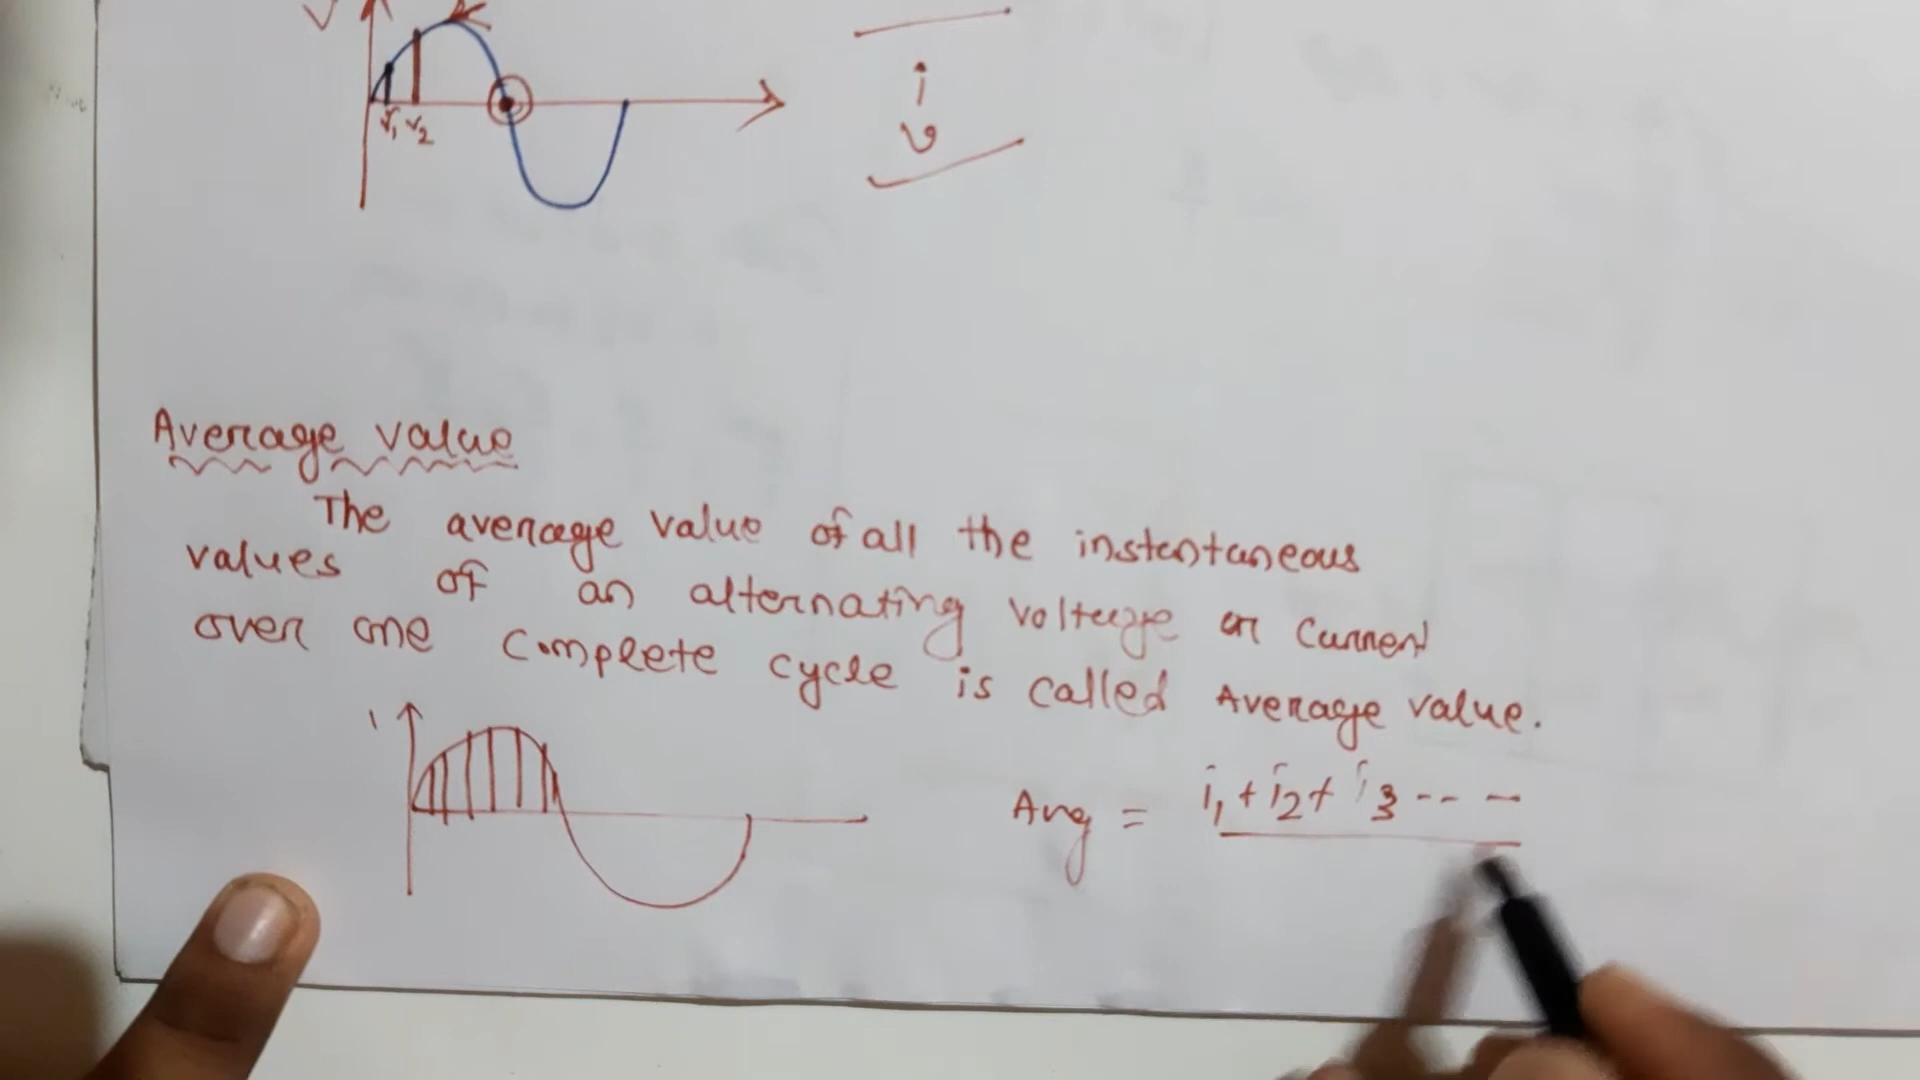 V
i
v₁ v₂
v
Average value
The average value of all the instantaneous
values of an alternating voltage or current
over one complete cycle is called Average value.
i
Avg = i₁ + i₂ + i₃ -- –